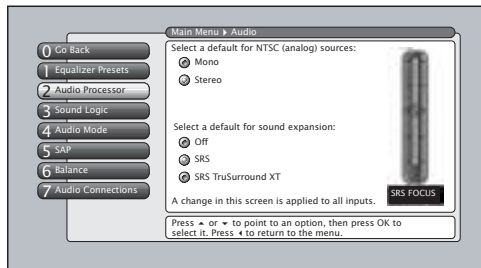 Main Menu ▸ Audio
0 Go Back
1 Equalizer Presets
2 Audio Processor
3 Sound Logic
4 Audio Mode
5 SAP
6 Balance
7 Audio Connections
Select a default for NTSC (analog) sources:
Mono
Stereo
Select a default for sound expansion:
Off
SRS
SRS TruSurround XT
A change in this screen is applied to all inputs.
SRS FOCUS
Press ▴ or ▾ to point to an option, then press OK to
select it. Press ◂ to return to the menu.